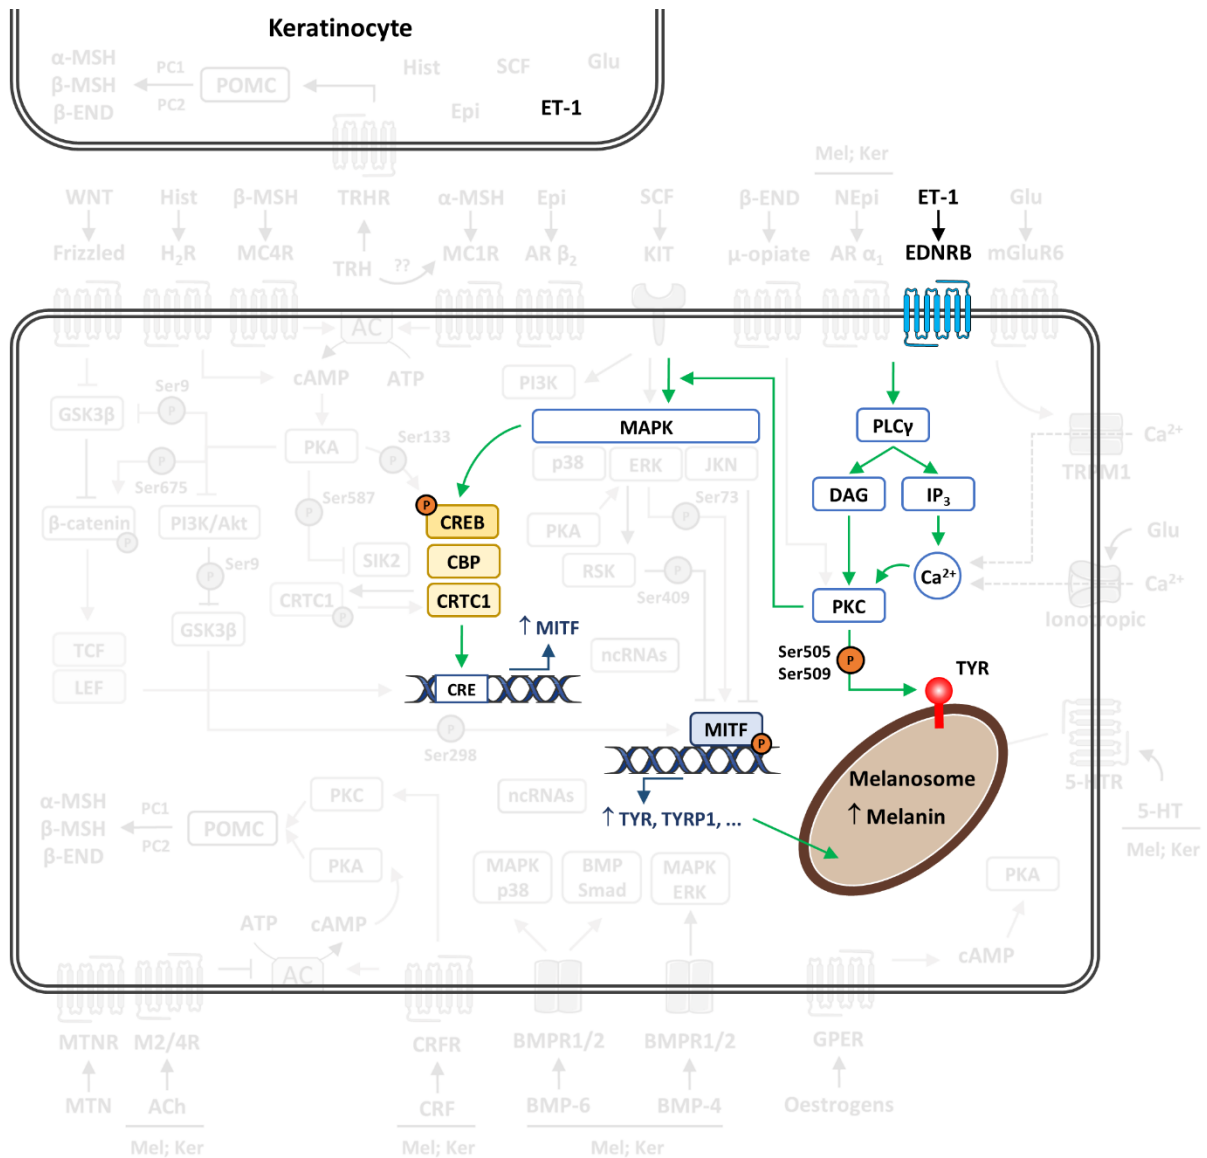 Keratinocyte
α-MSH
β-MSH
β-END
PC1
PC2
POMC
Hist
SCF
Glu
Epi
ET-1
Mel; Ker
WNT
Hist
β-MSH
TRHR
α-MSH
Epi
SCF
β-END
NEpi
ET-1
Glu
Frizzled
H2R
MC4R
TRH
??
MC1R
AR β2
KIT
μ-opiate
AR α1
EDNRB
mGluR6
AC
cAMP
ATP
PI3K
Ser9
P
GSK3β
PKA
Ser133
P
MAPK
PLCγ
Ca2+
TRPM1
P
Ser675
p38
ERK
JKN
Ser587
P
Ser73
P
DAG
IP3
β-catenin
P
PI3K/Akt
P
CREB
PKA
Glu
SIK2
CBP
RSK
P
Ser409
Ser9
P
Ca2+
Ca2+
CRTC1
P
CRTC1
PKC
Ionotropic
GSK3β
↑ MITF
TCF
LEF
ncRNAs
Ser505
Ser509
P
TYR
CRE
P
Ser298
MITF
P
5-HTR
Melanosome
↑ Melanin
α-MSH
β-MSH
β-END
PC1
PC2
POMC
PKC
PKA
ncRNAs
↑ TYR, TYRP1, ...
5-HT
Mel; Ker
MAPK
p38
BMP
Smad
MAPK
ERK
PKA
ATP
cAMP
AC
cAMP
MTNR
M2/4R
CRFR
BMPR1/2
BMPR1/2
GPER
MTN
ACh
CRF
BMP-6
BMP-4
Oestrogens
Mel; Ker
Mel; Ker
Mel; Ker